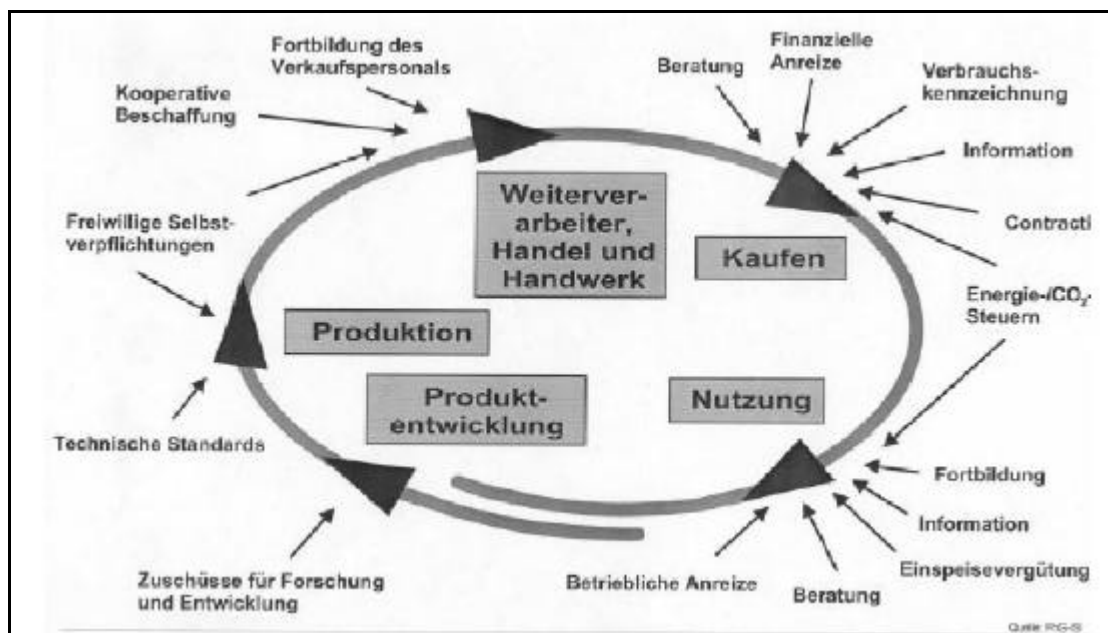 Fortbildung des
Verkaufspersonals
Kooperative
Beschaffung
Freiwillige Selbst-
verpflichtungen
Technische Standards
Zuschüsse für Forschung
und Entwicklung
Beratung
Finanzielle
Anreize
Verbrauchs-
kennzeichnung
Information
Contracti
Energie-/CO₂-
Steuern
Weiterver-
arbeiter,
Handel und
Handwerk
Kaufen
Produktion
Produkt-
entwicklung
Nutzung
Fortbildung
Information
Einspeisevergütung
Beratung
Betriebliche Anreize
Quelle: